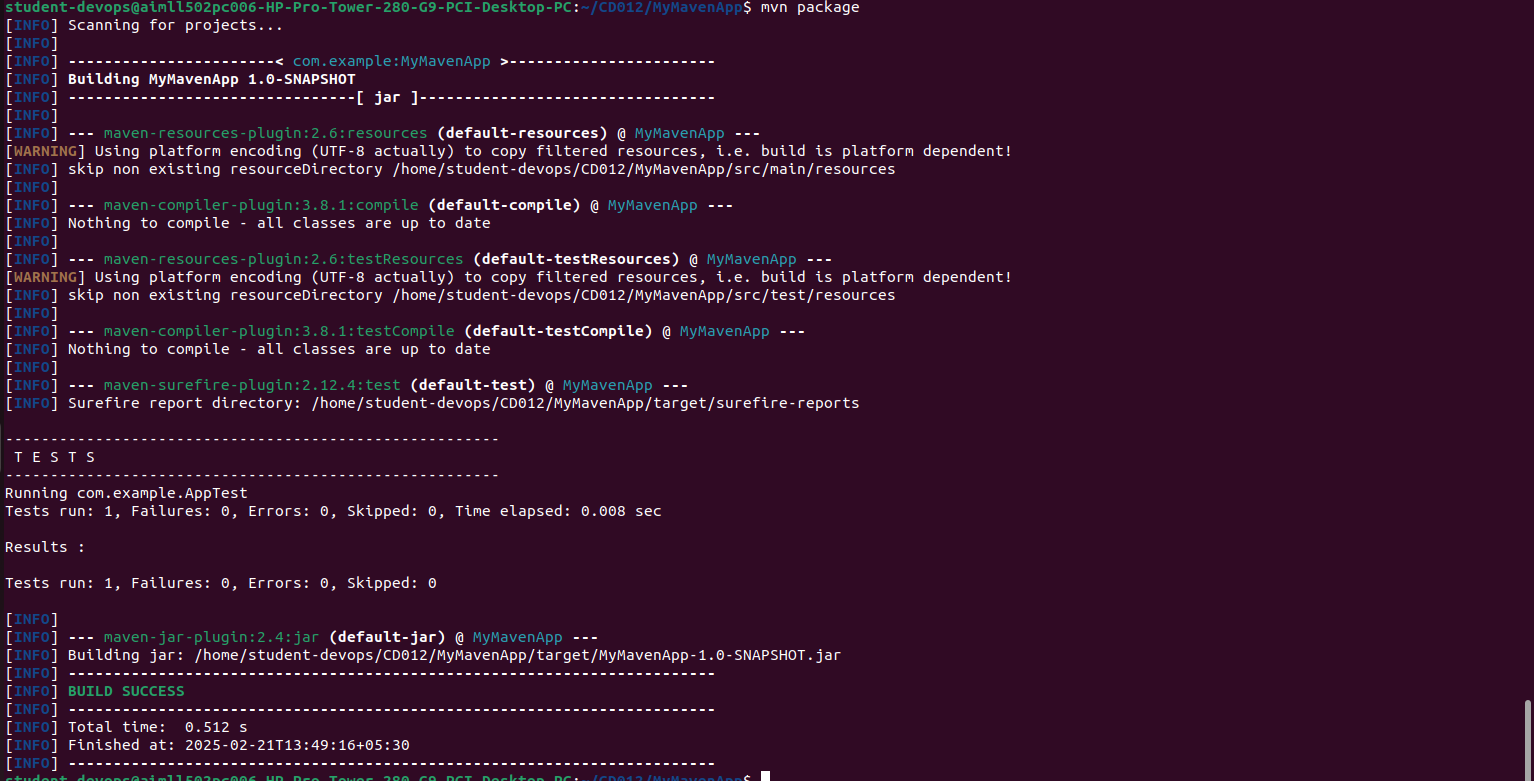 student-devops@aimll502pc006-HP-Pro-Tower-280-G9-PCI-Desktop-PC:~/CD012/MyMavenApp$ mvn package
[INFO] Scanning for projects...
[INFO]
[INFO] -----------------------< com.example:MyMavenApp >-----------------------
[INFO] Building MyMavenApp 1.0-SNAPSHOT
[INFO] --------------------------------[ jar ]---------------------------------
[INFO]
[INFO] --- maven-resources-plugin:2.6:resources (default-resources) @ MyMavenApp ---
[WARNING] Using platform encoding (UTF-8 actually) to copy filtered resources, i.e. build is platform dependent!
[INFO] skip non existing resourceDirectory /home/student-devops/CD012/MyMavenApp/src/main/resources
[INFO]
[INFO] --- maven-compiler-plugin:3.8.1:compile (default-compile) @ MyMavenApp ---
[INFO] Nothing to compile - all classes are up to date
[INFO]
[INFO] --- maven-resources-plugin:2.6:testResources (default-testResources) @ MyMavenApp ---
[WARNING] Using platform encoding (UTF-8 actually) to copy filtered resources, i.e. build is platform dependent!
[INFO] skip non existing resourceDirectory /home/student-devops/CD012/MyMavenApp/src/test/resources
[INFO]
[INFO] --- maven-compiler-plugin:3.8.1:testCompile (default-testCompile) @ MyMavenApp ---
[INFO] Nothing to compile - all classes are up to date
[INFO]
[INFO] --- maven-surefire-plugin:2.12.4:test (default-test) @ MyMavenApp ---
[INFO] Surefire report directory: /home/student-devops/CD012/MyMavenApp/target/surefire-reports
-------------------------------------------------------
T E S T S
-------------------------------------------------------
Running com.example.AppTest
Tests run: 1, Failures: 0, Errors: 0, Skipped: 0, Time elapsed: 0.008 sec
Results :
Tests run: 1, Failures: 0, Errors: 0, Skipped: 0
[INFO]
[INFO] --- maven-jar-plugin:2.4:jar (default-jar) @ MyMavenApp ---
[INFO] Building jar: /home/student-devops/CD012/MyMavenApp/target/MyMavenApp-1.0-SNAPSHOT.jar
[INFO] ------------------------------------------------------------------------
[INFO] BUILD SUCCESS
[INFO] ------------------------------------------------------------------------
[INFO] Total time:  0.512 s
[INFO] Finished at: 2025-02-21T13:49:16+05:30
[INFO] ------------------------------------------------------------------------
student-devops@aimll502pc006-HP-Pro-Tower-280-G9-PCI-Desktop-PC:~/CD012/MyMavenApp$